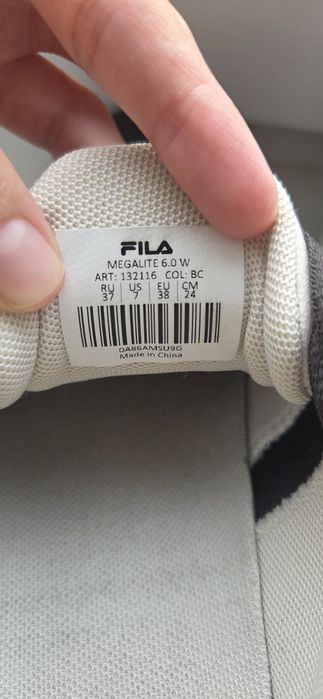 FILA
MEGALITE 6.0 W
ART: 132116 COL: BC
RU US EU CM
37 7 38 24
0A86AMSU9G
Made in China